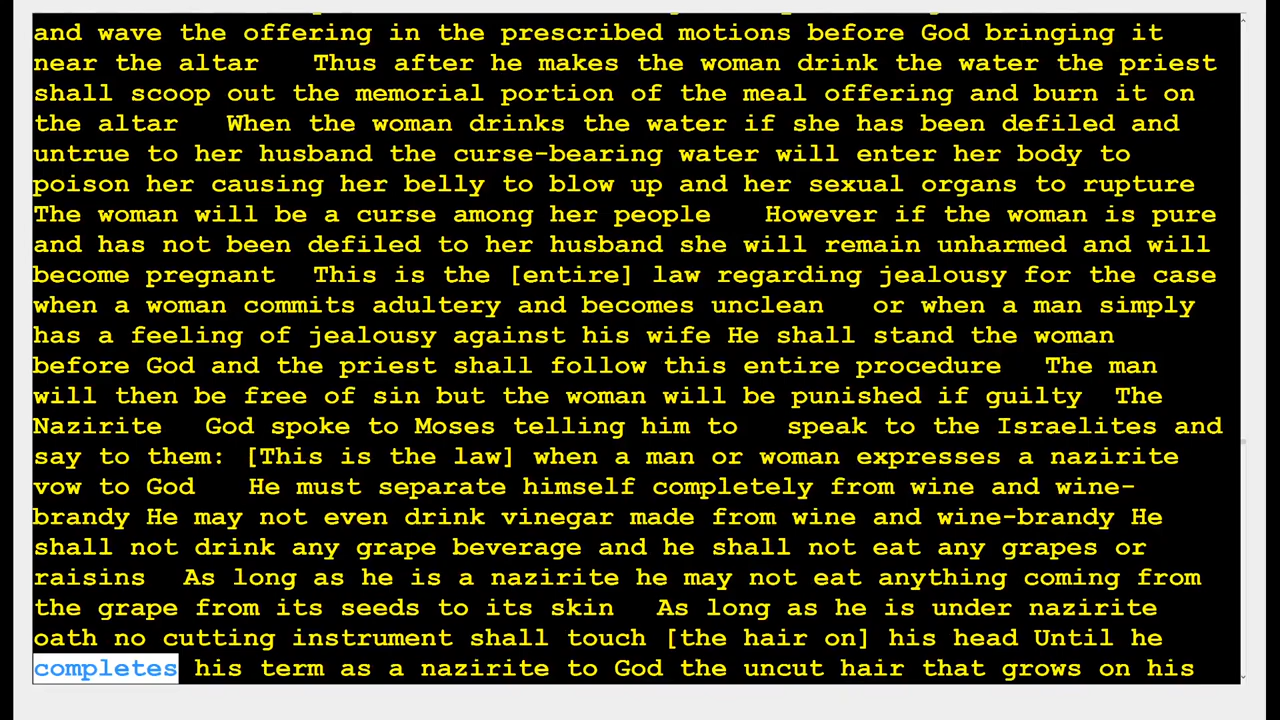 and wave the offering in the prescribed motions before God bringing it
near the altar Thus after he makes the woman drink the water the priest
shall scoop out the memorial portion of the meal offering and burn it on
the altar When the woman drinks the water if she has been defiled and
untrue to her husband the curse-bearing water will enter her body to
poison her causing her belly to blow up and her sexual organs to rupture
The woman will be a curse among her people However if the woman is pure
and has not been defiled to her husband she will remain unharmed and will
become pregnant This is the [entire] law regarding jealousy for the case
when a woman commits adultery and becomes unclean or when a man simply
has a feeling of jealousy against his wife He shall stand the woman
before God and the priest shall follow this entire procedure The man
will then be free of sin but the woman will be punished if guilty The
Nazirite God spoke to Moses telling him to speak to the Israelites and
say to them: [This is the law] when a man or woman expresses a nazirite
vow to God He must separate himself completely from wine and wine-
brandy He may not even drink vinegar made from wine and wine-brandy He
shall not drink any grape beverage and he shall not eat any grapes or
raisins As long as he is a nazirite he may not eat anything coming from
the grape from its seeds to its skin As long as he is under nazirite
oath no cutting instrument shall touch [the hair on] his head Until he
completes his term as a nazirite to God the uncut hair that grows on his